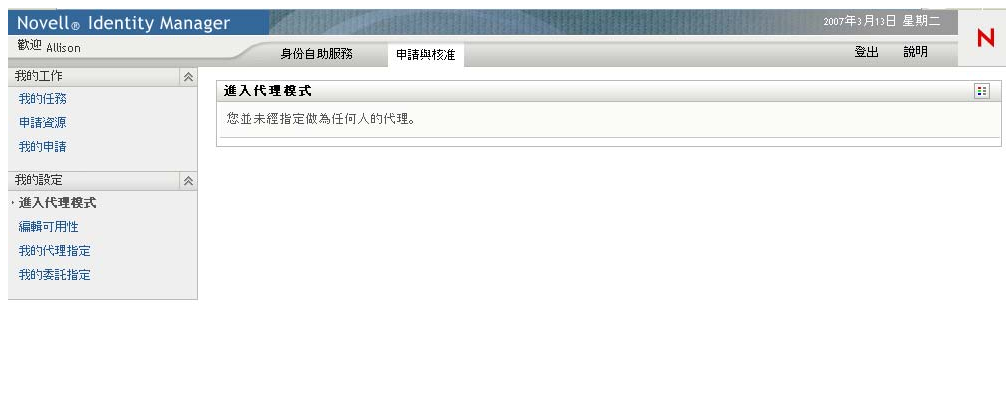 Novell® Identity Manager
2007年3月13日 星期二
歡迎 Allison
身份自助服務
申請與核准
登出
說明
N
我的工作
我的任務
申請資源
我的申請
我的設定
進入代理模式
編輯可用性
我的代理指定
我的委託指定
進入代理模式
您並未經指定做為任何人的代理。